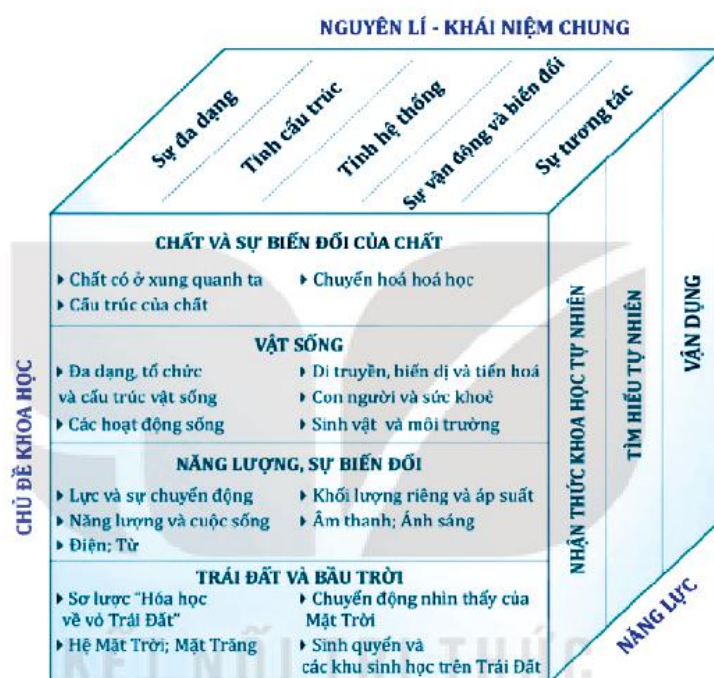 NGUYÊN LÍ - KHÁI NIỆM CHUNG
Sự đa dạng
Tính cấu trúc
Tính hệ thống
Sự vận động và biến đổi
Sự tương tác
CHỦ ĐỀ KHOA HỌC
CHẤT VÀ SỰ BIẾN ĐỔI CỦA CHẤT
Chất có ở xung quanh ta
Cấu trúc của chất
Chuyển hoá hoá học
VẬT SỐNG
Đa dạng, tổ chức
và cấu trúc vật sống
Các hoạt động sống
Di truyền, biến dị và tiến hoá
Con người và sức khoẻ
Sinh vật và môi trường
NĂNG LƯỢNG, SỰ BIẾN ĐỔI
Lực và sự chuyển động
Năng lượng và cuộc sống
Điện; Từ
Khối lượng riêng và áp suất
Âm thanh; Ánh sáng
TRÁI ĐẤT VÀ BẦU TRỜI
Sơ lược "Hóa học
về vỏ Trái Đất"
Hệ Mặt Trời; Mặt Trăng
Chuyển động nhìn thấy của
Mặt Trời
Sinh quyển và
các khu sinh học trên Trái Đất
NHẬN THỨC KHOA HỌC TỰ NHIÊN
TÌM HIỂU TỰ NHIÊN
VẬN DỤNG
NĂNG LỰC
KẾT NỐI TRI THỨC